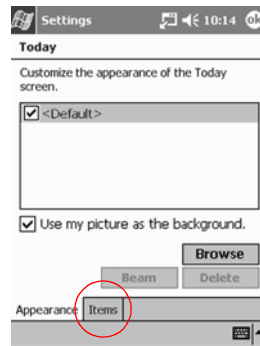 Settings 10:14 ok
Today
Customize the appearance of the Today
screen.
<Default>
Use my picture as the background.
Browse
Beam Delete
Appearance Items